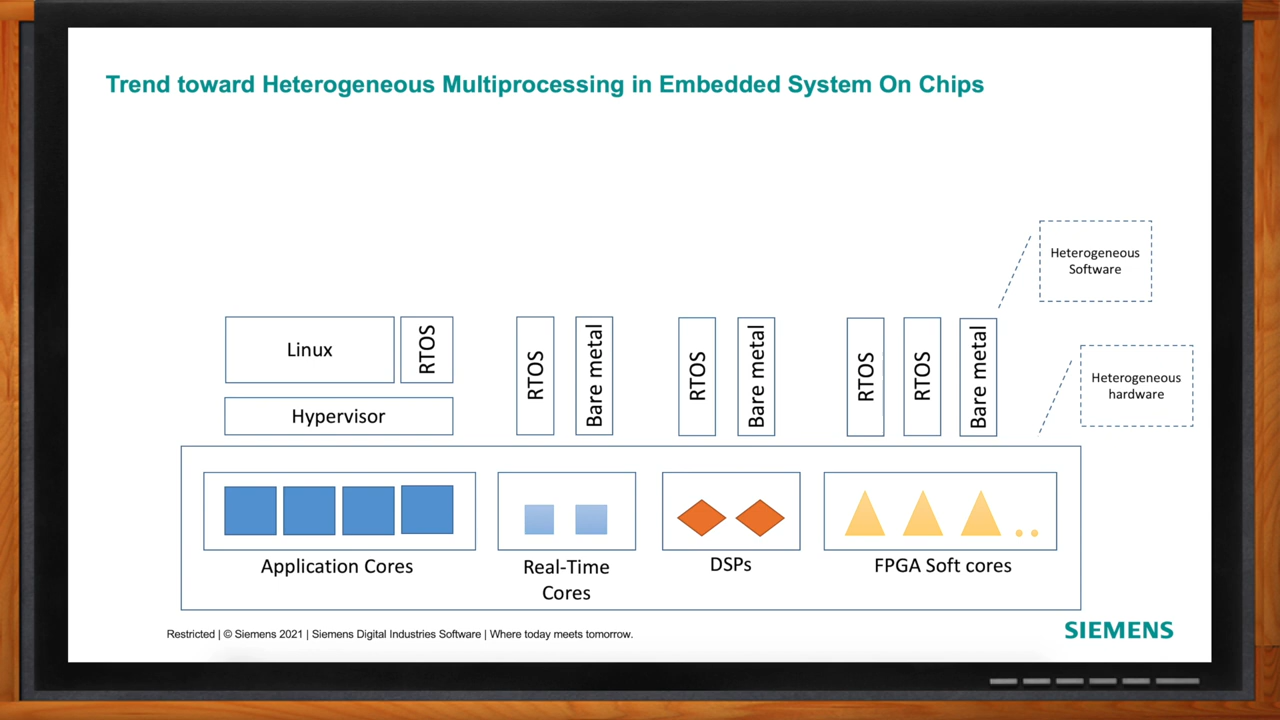 Trend toward Heterogeneous Multiprocessing in Embedded System On Chips
Heterogeneous
Software
Linux
RTOS
Hypervisor
RTOS
Bare metal
RTOS
Bare metal
RTOS
RTOS
Bare metal
Heterogeneous
hardware
Application Cores
Real-Time
Cores
DSPs
FPGA Soft cores
Restricted | © Siemens 2021 | Siemens Digital Industries Software | Where today meets tomorrow.
SIEMENS